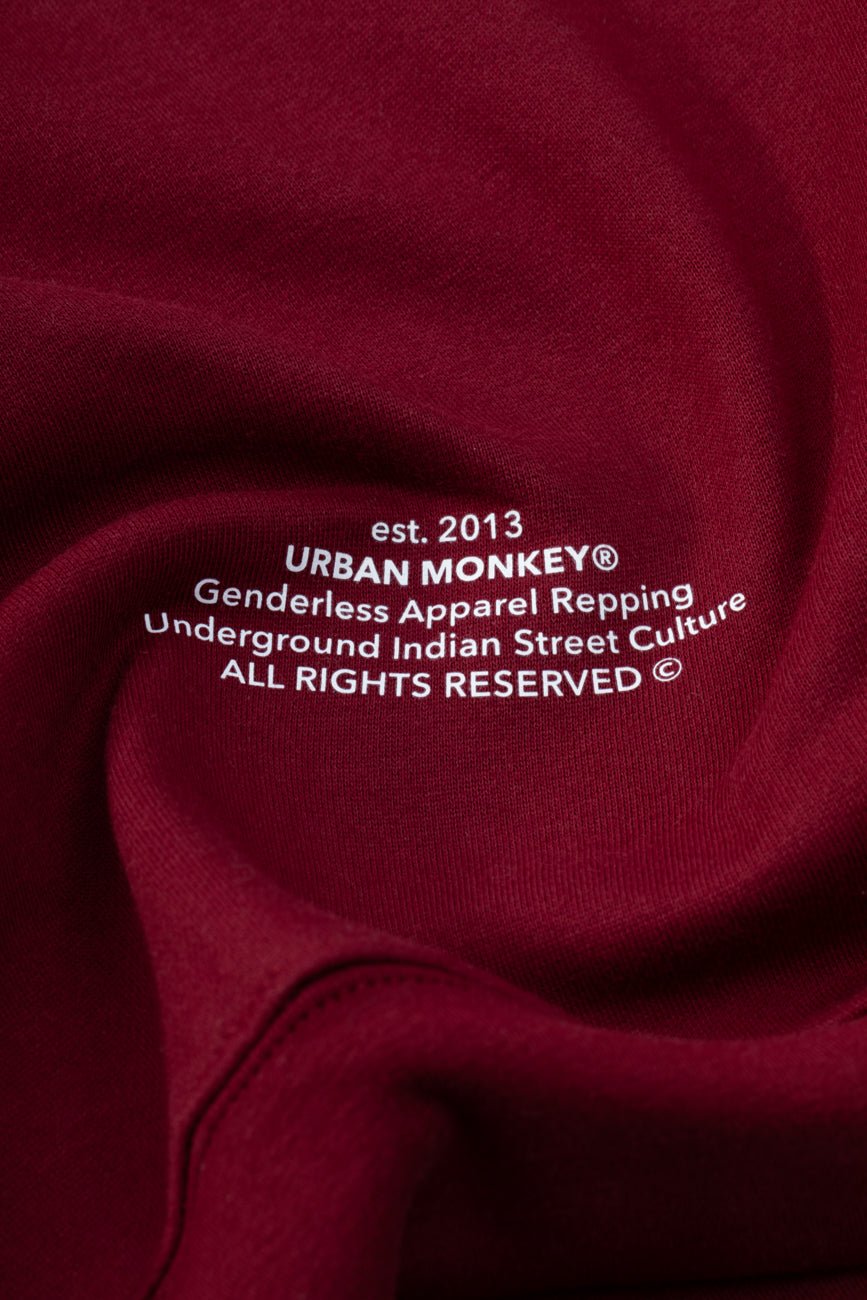 est. 2013
URBAN MONKEY®
Genderless Apparel Repping
Underground Indian Street Culture
ALL RIGHTS RESERVED ©